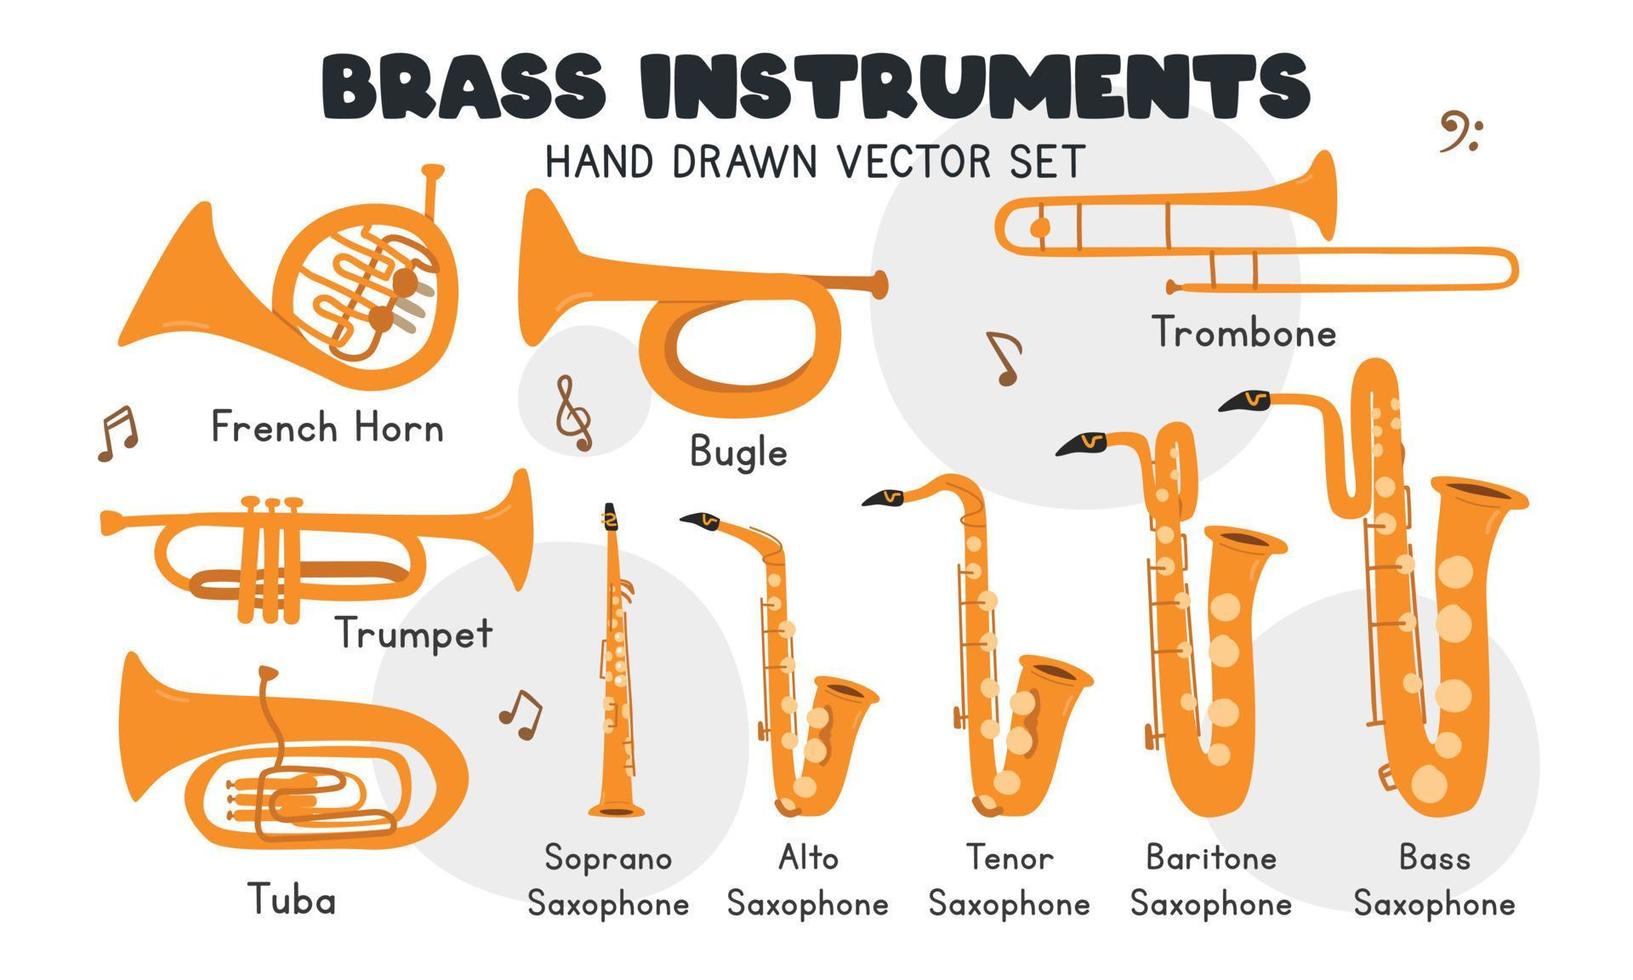 BRASS INSTRUMENTS
HAND DRAWN VECTOR SET
French Horn
Bugle
Trombone
Trumpet
Tuba
Soprano
Saxophone
Alto
Saxophone
Tenor
Saxophone
Baritone
Saxophone
Bass
Saxophone